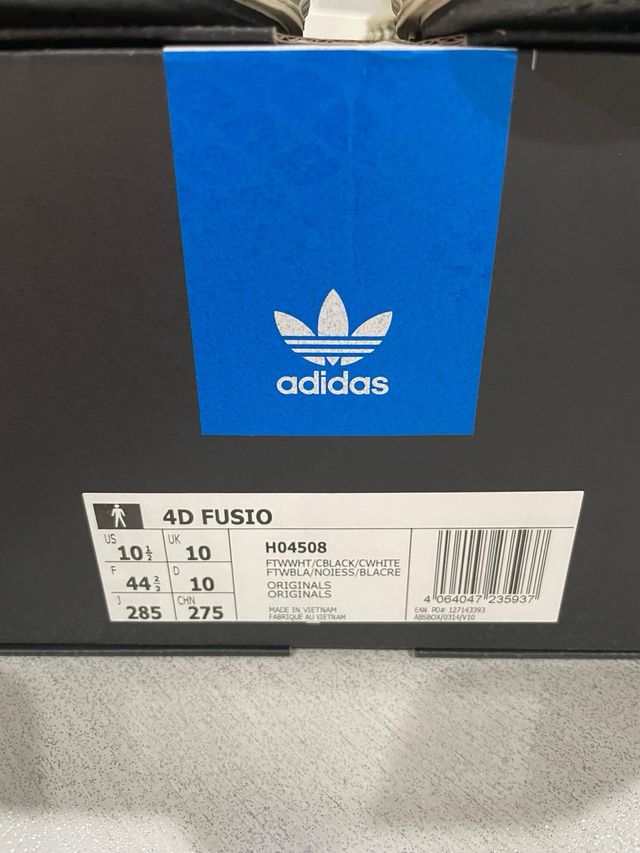 adidas
4D FUSIO
US 10½ UK 10
F 44⅔ D 10
J 285 CHN 275
H04508
FTWWHT/CBLACK/CWHITE
FTWBLA/NOIESS/BLACRE
ORIGINALS
ORIGINALS
MADE IN VIETNAM
FABRIQUÉ AU VIETNAM
4 064047 235937
EAN PO# 127143393
ABSBOX/0314/V10